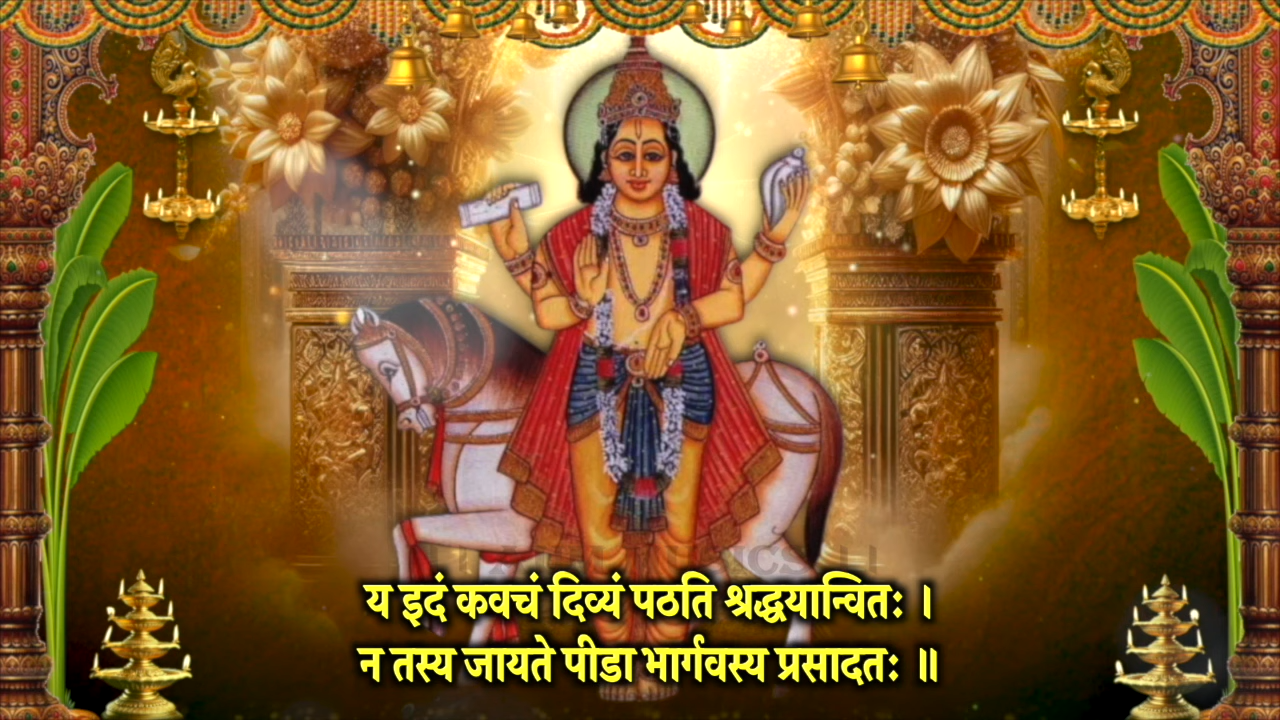 य इदं कवचं दिव्यं पठति श्रद्धयान्वितः ।
न तस्य जायते पीडा भार्गवस्य प्रसादतः ॥